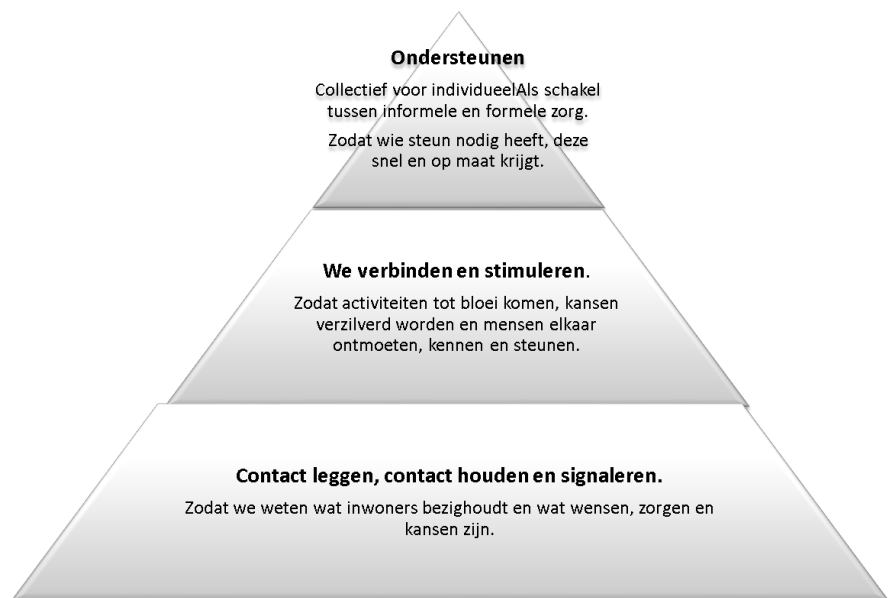 Ondersteunen
Collectief voor individueelAls schakel
tussen informele en formele zorg.
Zodat wie steun nodig heeft, deze
snel en op maat krijgt.
We verbinden en stimuleren.
Zodat activiteiten tot bloei komen, kansen
verzilverd worden en mensen elkaar
ontmoeten, kennen en steunen.
Contact leggen, contact houden en signaleren.
Zodat we weten wat inwoners bezighoudt en wat wensen, zorgen en
kansen zijn.